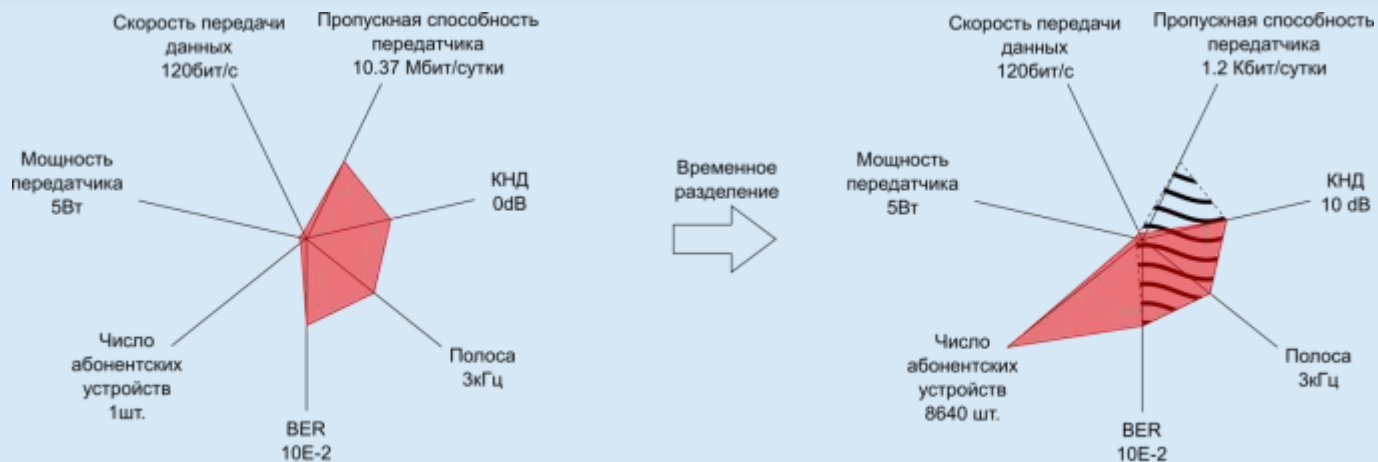 Скорость передачи
данных
120бит/с
Пропускная способность
передатчика
10.37 Мбит/сутки
Мощность
передатчика
5Вт
КНД
0dB
Число
абонентских
устройств
1шт.
Полоса
3кГц
BER
10E-2
Временное
разделение
Скорость передачи
данных
120бит/с
Пропускная способность
передатчика
1.2 Кбит/сутки
Мощность
передатчика
5Вт
КНД
10 dB
Число
абонентских
устройств
8640 шт.
Полоса
3кГц
BER
10E-2